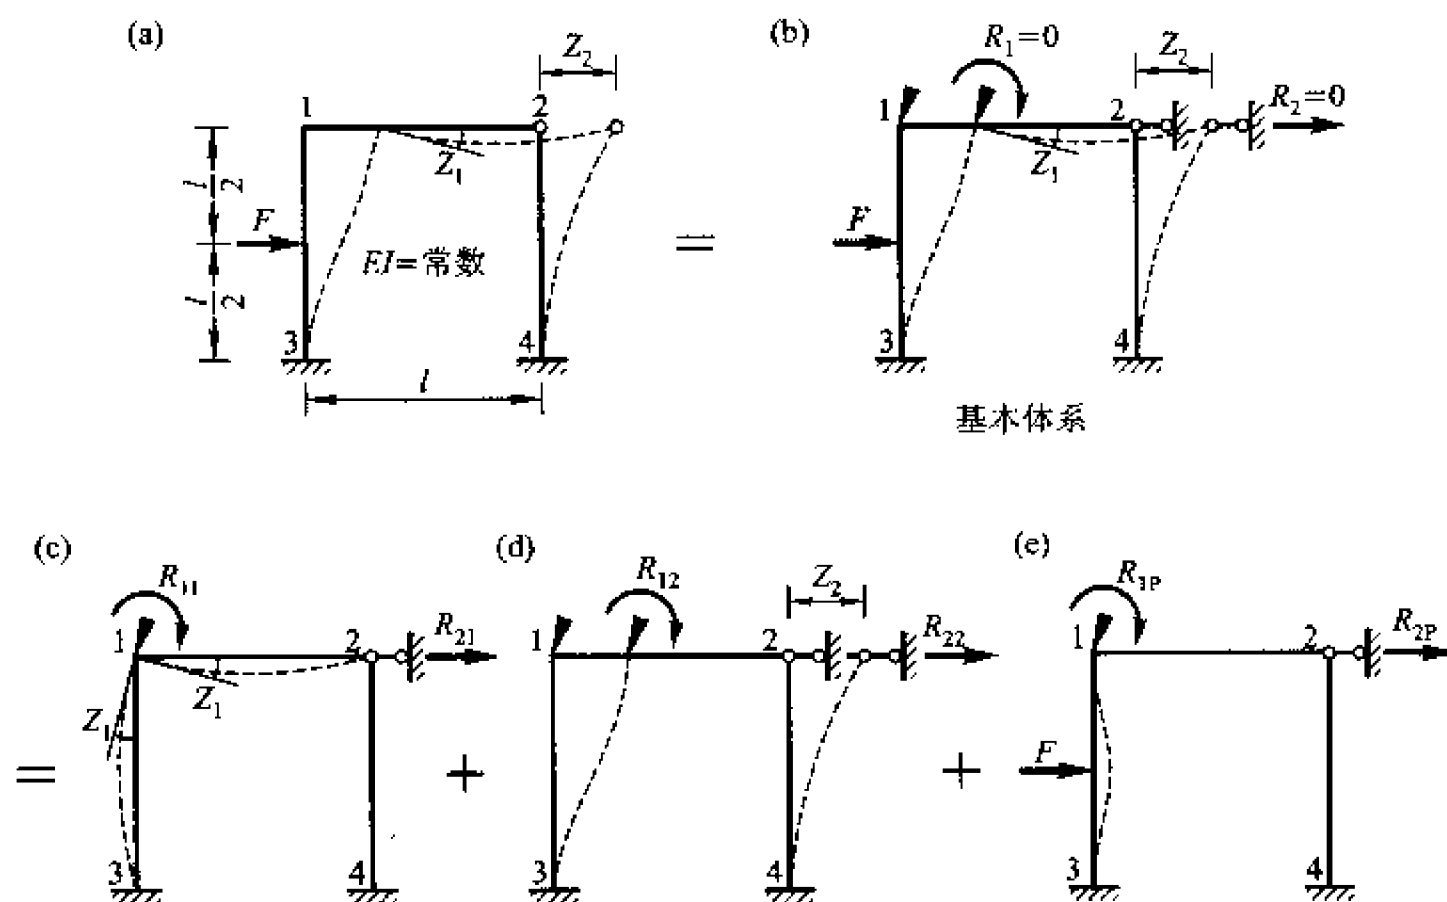 (a)
Z₂
1
2
Z₁
l/2
F
EI=常数
l/2
3
4
l
=
(b)
R₁=0
Z₂
1
2
R₂=0
Z₁
F
3
4
基本体系
=
(c)
R₁₁
1
2
R₂₁
Z₁
Z₁
3
4
+
(d)
R₁₂
Z₂
1
2
R₂₂
3
4
+
(e)
R₁P
1
2
R₂P
F
3
4